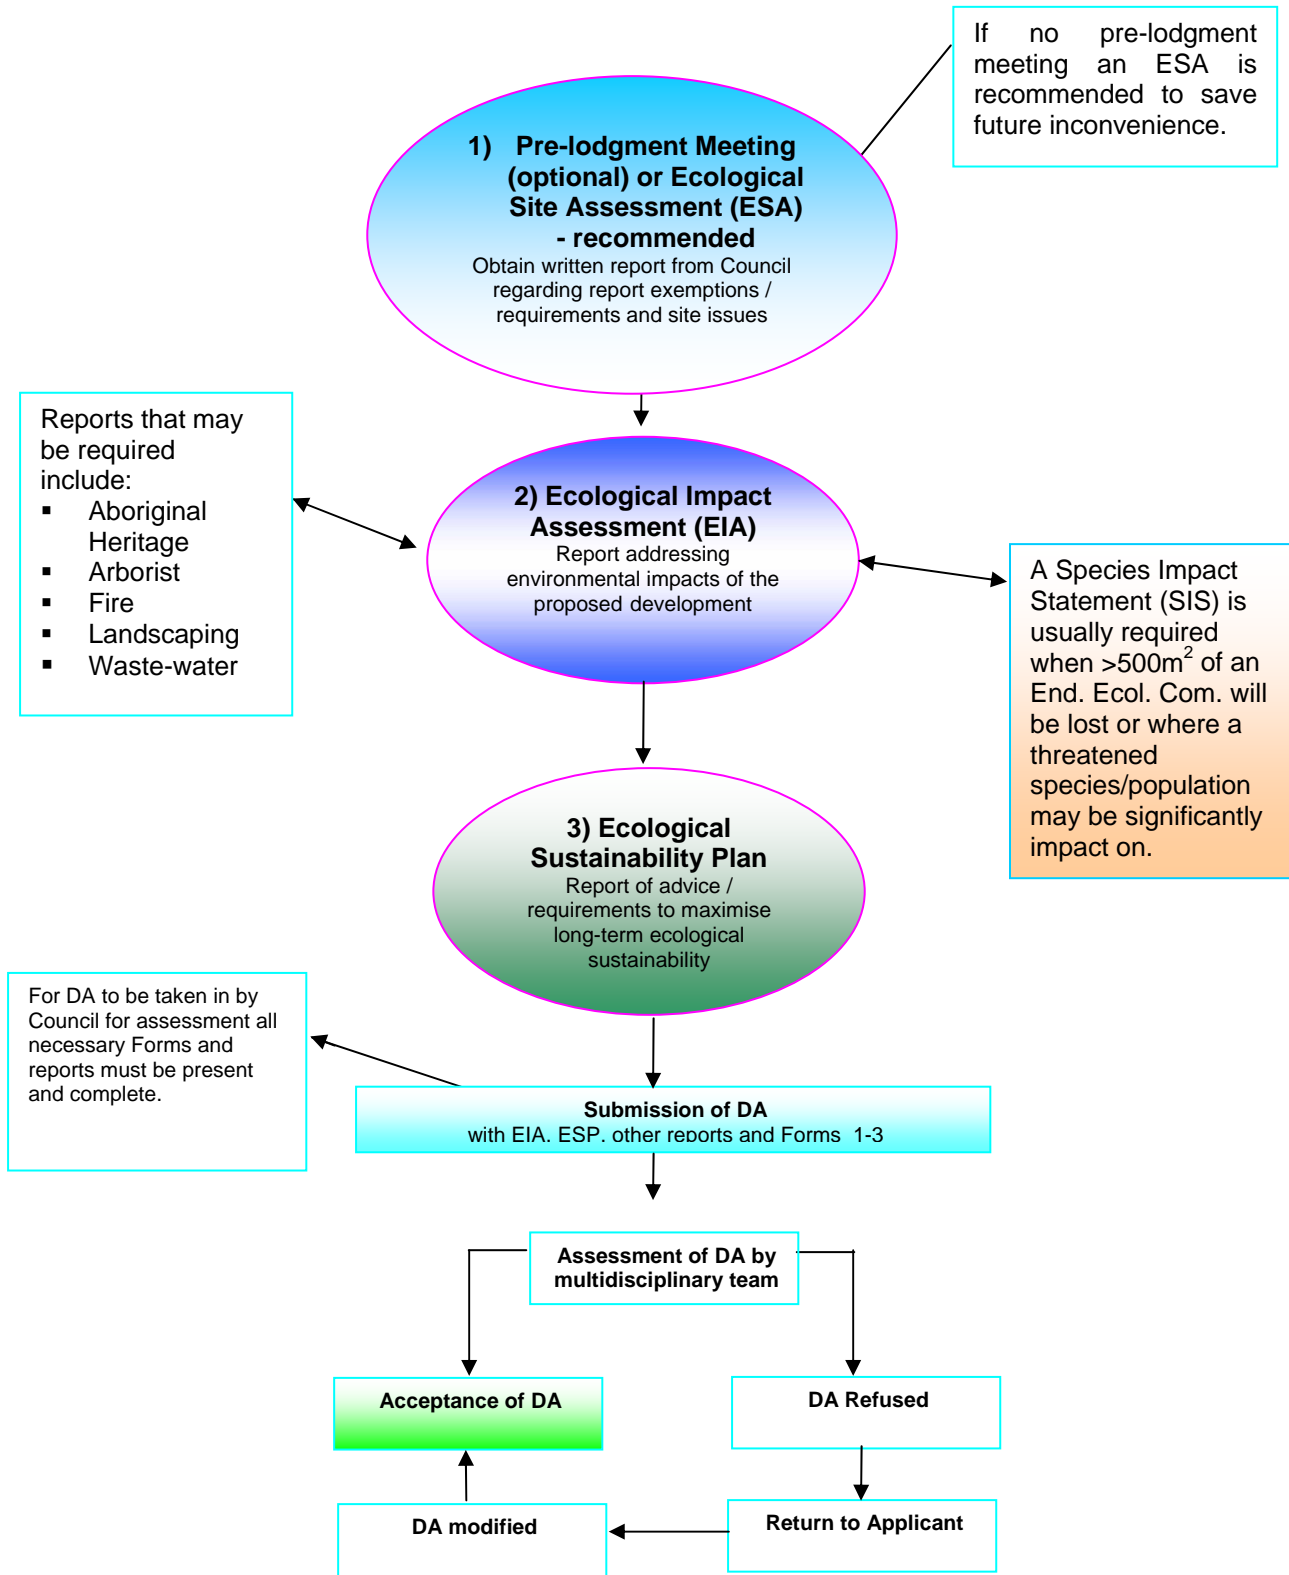 If no pre-lodgment
meeting an ESA is
recommended to save
future inconvenience.
1) Pre-lodgment Meeting
(optional) or Ecological
Site Assessment (ESA)
- recommended
Obtain written report from Council
regarding report exemptions /
requirements and site issues
Reports that may
be required
include:
▪ Aboriginal
Heritage
▪ Arborist
▪ Fire
▪ Landscaping
▪ Waste-water
2) Ecological Impact
Assessment (EIA)
Report addressing
environmental impacts of the
proposed development
A Species Impact
Statement (SIS) is
usually required
when >500m² of an
End. Ecol. Com. will
be lost or where a
threatened
species/population
may be significantly
impact on.
3) Ecological
Sustainability Plan
Report of advice /
requirements to maximise
long-term ecological
sustainability
For DA to be taken in by
Council for assessment all
necessary Forms and
reports must be present
and complete.
Submission of DA
with EIA, ESP, other reports and Forms 1-3
Assessment of DA by
multidisciplinary team
Acceptance of DA
DA Refused
DA modified
Return to Applicant